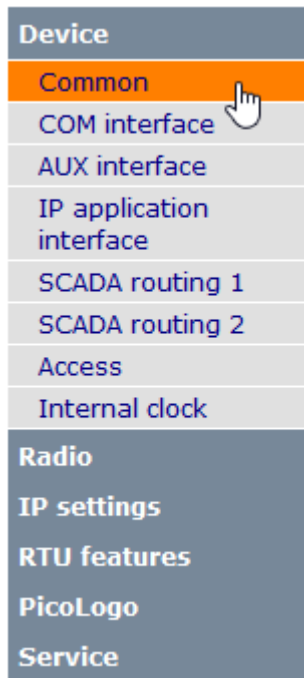 Device
Common
COM interface
AUX interface
IP application
interface
SCADA routing 1
SCADA routing 2
Access
Internal clock
Radio
IP settings
RTU features
PicoLogo
Service